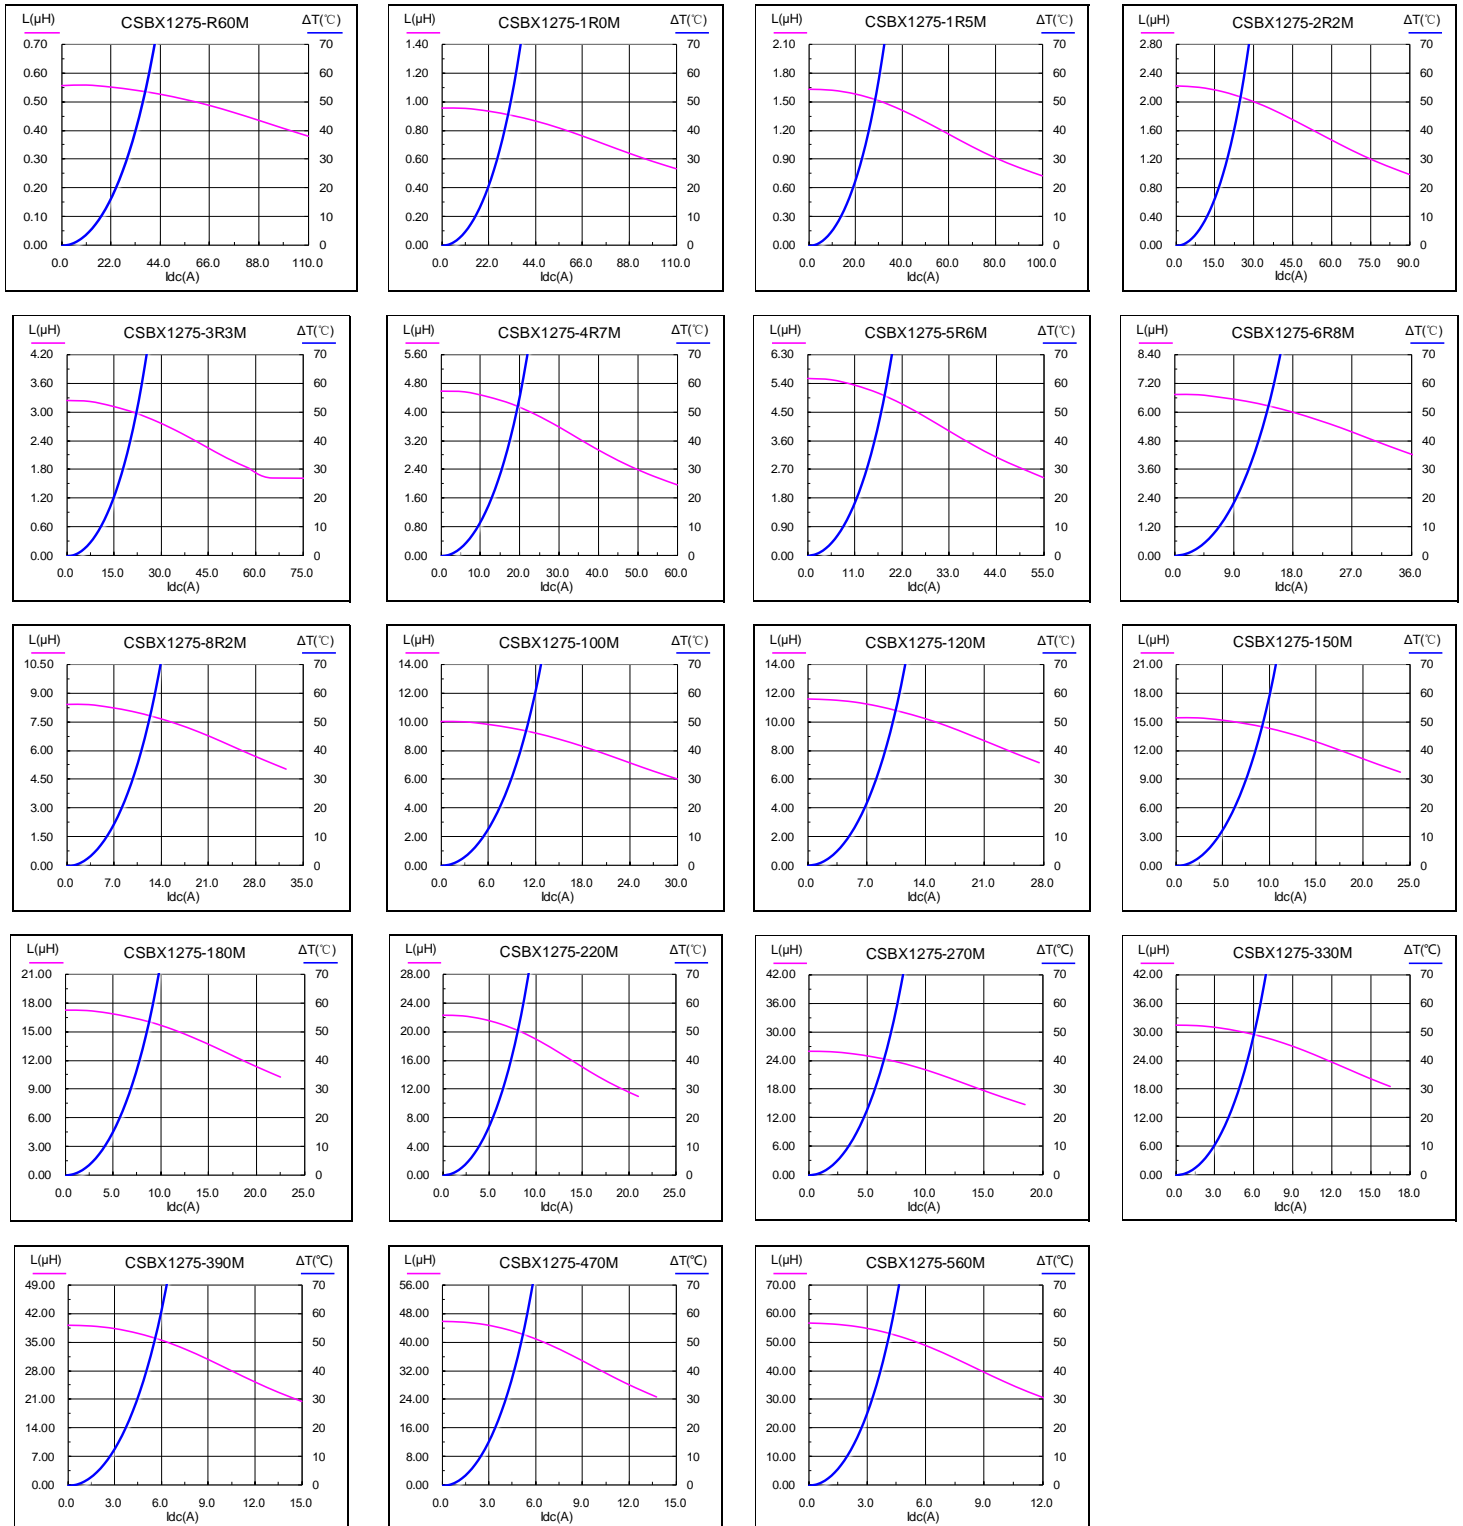 L(μH) CSBX1275-R60M ΔT(℃)
0.70 70
0.60 60
0.50 50
0.40 40
0.30 30
0.20 20
0.10 10
0.00 0
0.0 22.0 44.0 66.0 88.0 110.0
Idc(A)
L(μH) CSBX1275-1R0M ΔT(℃)
1.40 70
1.20 60
1.00 50
0.80 40
0.60 30
0.40 20
0.20 10
0.00 0
0.0 22.0 44.0 66.0 88.0 110.0
Idc(A)
L(μH) CSBX1275-1R5M ΔT(℃)
2.10 70
1.80 60
1.50 50
1.20 40
0.90 30
0.60 20
0.30 10
0.00 0
0.0 20.0 40.0 60.0 80.0 100.0
Idc(A)
L(μH) CSBX1275-2R2M ΔT(℃)
2.80 70
2.40 60
2.00 50
1.60 40
1.20 30
0.80 20
0.40 10
0.00 0
0.0 15.0 30.0 45.0 60.0 75.0 90.0
Idc(A)
L(μH) CSBX1275-3R3M ΔT(℃)
4.20 70
3.60 60
3.00 50
2.40 40
1.80 30
1.20 20
0.60 10
0.00 0
0.0 15.0 30.0 45.0 60.0 75.0
Idc(A)
L(μH) CSBX1275-4R7M ΔT(℃)
5.60 70
4.80 60
4.00 50
3.20 40
2.40 30
1.60 20
0.80 10
0.00 0
0.0 10.0 20.0 30.0 40.0 50.0 60.0
Idc(A)
L(μH) CSBX1275-5R6M ΔT(℃)
6.30 70
5.40 60
4.50 50
3.60 40
2.70 30
1.80 20
0.90 10
0.00 0
0.0 11.0 22.0 33.0 44.0 55.0
Idc(A)
L(μH) CSBX1275-6R8M ΔT(℃)
8.40 70
7.20 60
6.00 50
4.80 40
3.60 30
2.40 20
1.20 10
0.00 0
0.0 9.0 18.0 27.0 36.0
Idc(A)
L(μH) CSBX1275-8R2M ΔT(℃)
10.50 70
9.00 60
7.50 50
6.00 40
4.50 30
3.00 20
1.50 10
0.00 0
0.0 7.0 14.0 21.0 28.0 35.0
Idc(A)
L(μH) CSBX1275-100M ΔT(℃)
14.00 70
12.00 60
10.00 50
8.00 40
6.00 30
4.00 20
2.00 10
0.00 0
0.0 6.0 12.0 18.0 24.0 30.0
Idc(A)
L(μH) CSBX1275-120M ΔT(℃)
14.00 70
12.00 60
10.00 50
8.00 40
6.00 30
4.00 20
2.00 10
0.00 0
0.0 7.0 14.0 21.0 28.0
Idc(A)
L(μH) CSBX1275-150M ΔT(℃)
21.00 70
18.00 60
15.00 50
12.00 40
9.00 30
6.00 20
3.00 10
0.00 0
0.0 5.0 10.0 15.0 20.0 25.0
Idc(A)
L(μH) CSBX1275-180M ΔT(℃)
21.00 70
18.00 60
15.00 50
12.00 40
9.00 30
6.00 20
3.00 10
0.00 0
0.0 5.0 10.0 15.0 20.0 25.0
Idc(A)
L(μH) CSBX1275-220M ΔT(℃)
28.00 70
24.00 60
20.00 50
16.00 40
12.00 30
8.00 20
4.00 10
0.00 0
0.0 5.0 10.0 15.0 20.0 25.0
Idc(A)
L(μH) CSBX1275-270M ΔT(℃)
42.00 70
36.00 60
30.00 50
24.00 40
18.00 30
12.00 20
6.00 10
0.00 0
0.0 5.0 10.0 15.0 20.0
Idc(A)
L(μH) CSBX1275-330M ΔT(℃)
42.00 70
36.00 60
30.00 50
24.00 40
18.00 30
12.00 20
6.00 10
0.00 0
0.0 3.0 6.0 9.0 12.0 15.0 18.0
Idc(A)
L(μH) CSBX1275-390M ΔT(℃)
49.00 70
42.00 60
35.00 50
28.00 40
21.00 30
14.00 20
7.00 10
0.00 0
0.0 3.0 6.0 9.0 12.0 15.0
Idc(A)
L(μH) CSBX1275-470M ΔT(℃)
56.00 70
48.00 60
40.00 50
32.00 40
24.00 30
16.00 20
8.00 10
0.00 0
0.0 3.0 6.0 9.0 12.0 15.0
Idc(A)
L(μH) CSBX1275-560M ΔT(℃)
70.00 70
60.00 60
50.00 50
40.00 40
30.00 30
20.00 20
10.00 10
0.00 0
0.0 3.0 6.0 9.0 12.0
Idc(A)